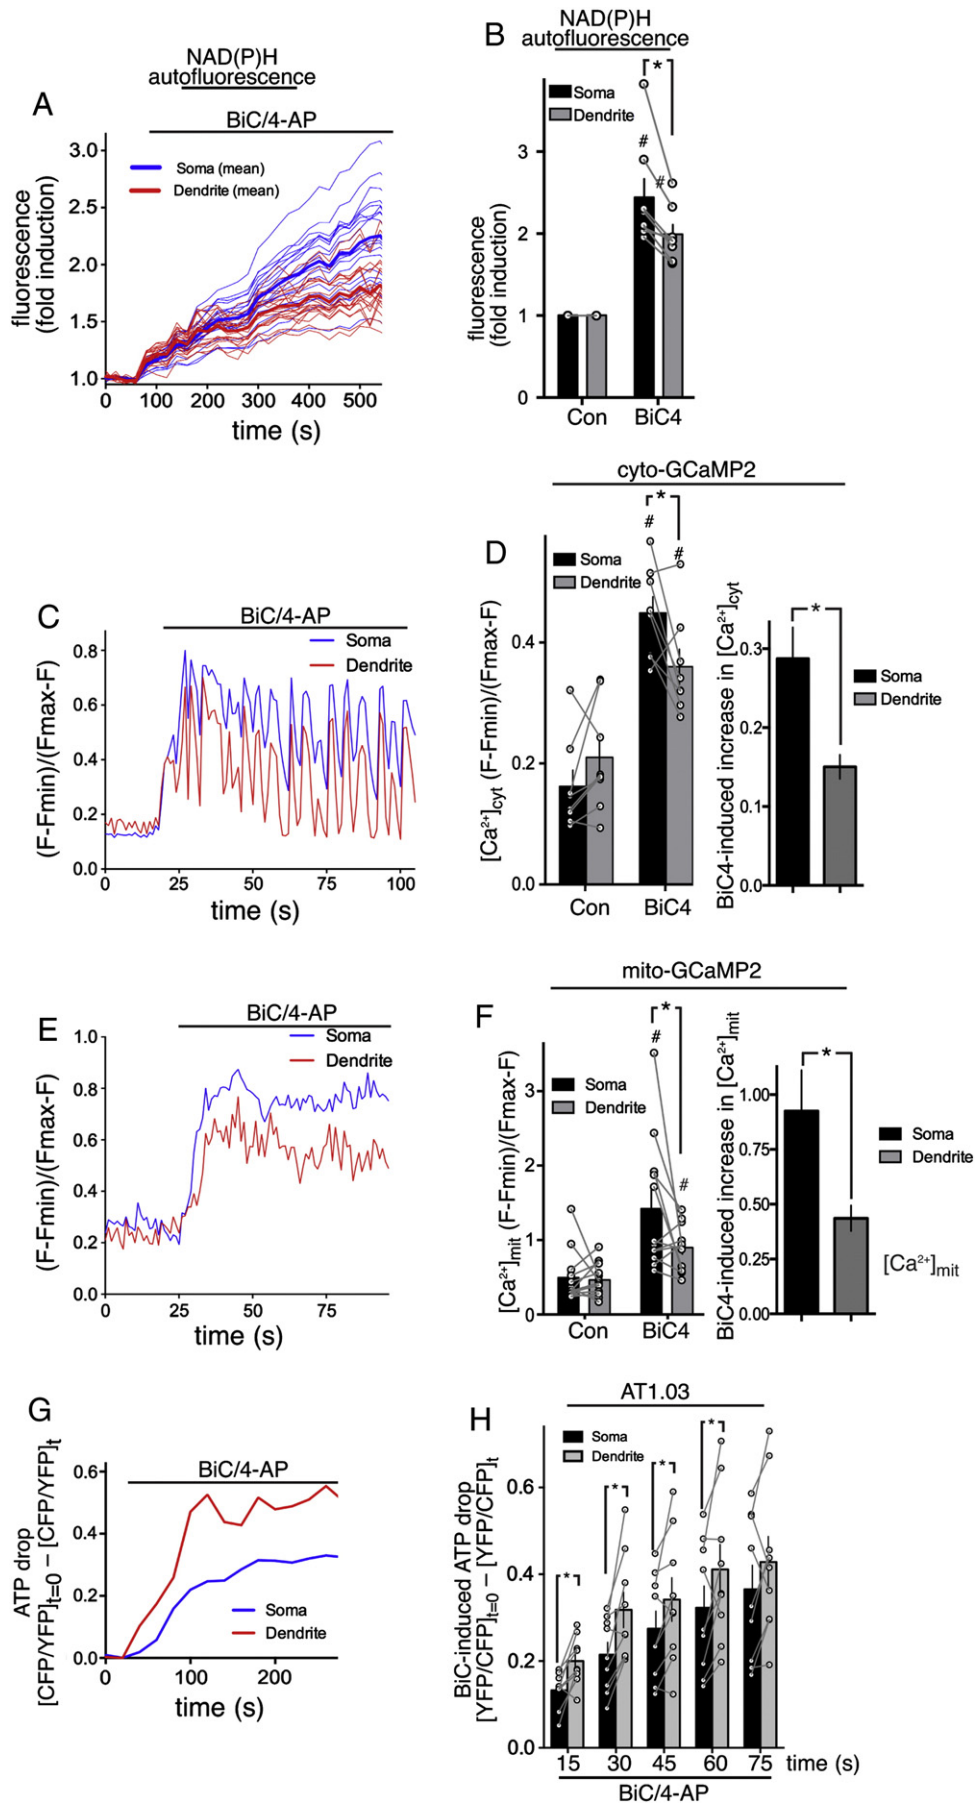 A
NAD(P)H
autofluorescence
BiC/4-AP
Soma (mean)
Dendrite (mean)
fluorescence
(fold induction)
3.0
2.5
2.0
1.5
1.0
0 100 200 300 400 500
time (s)
B
NAD(P)H
autofluorescence
*
Soma
Dendrite
#
#
fluorescence
(fold induction)
3
2
1
0
Con BiC4
C
BiC/4-AP
Soma
Dendrite
(F-Fmin)/(Fmax-F)
0.8
0.6
0.4
0.2
0.0
0 25 50 75 100
time (s)
D
cyto-GCaMP2
*
#
#
Soma
Dendrite
[Ca²⁺]cyt (F-Fmin)/(Fmax-F)
0.4
0.2
0.0
Con BiC4
BiC4-induced increase in [Ca²⁺]cyt
*
0.3
0.2
0.1
0.0
Soma
Dendrite
E
BiC/4-AP
Soma
Dendrite
(F-Fmin)/(Fmax-F)
1.0
0.8
0.6
0.4
0.2
0.0
0 25 50 75
time (s)
F
mito-GCaMP2
*
#
#
Soma
Dendrite
[Ca²⁺]mit (F-Fmin)/(Fmax-F)
3
2
1
0
Con BiC4
BiC4-induced increase in [Ca²⁺]mit
*
1.00
0.75
0.50
0.25
0.00
Soma
Dendrite
[Ca²⁺]mit
G
BiC/4-AP
ATP drop
[CFP/YFP]t=0 − [CFP/YFP]t
0.6
0.4
0.2
0.0
Soma
Dendrite
0 100 200
time (s)
H
AT1.03
Soma
Dendrite
* * * *
BiC-induced ATP drop
[YFP/CFP]t=0 − [YFP/CFP]t
0.6
0.4
0.2
0.0
15 30 45 60 75 time (s)
BiC/4-AP